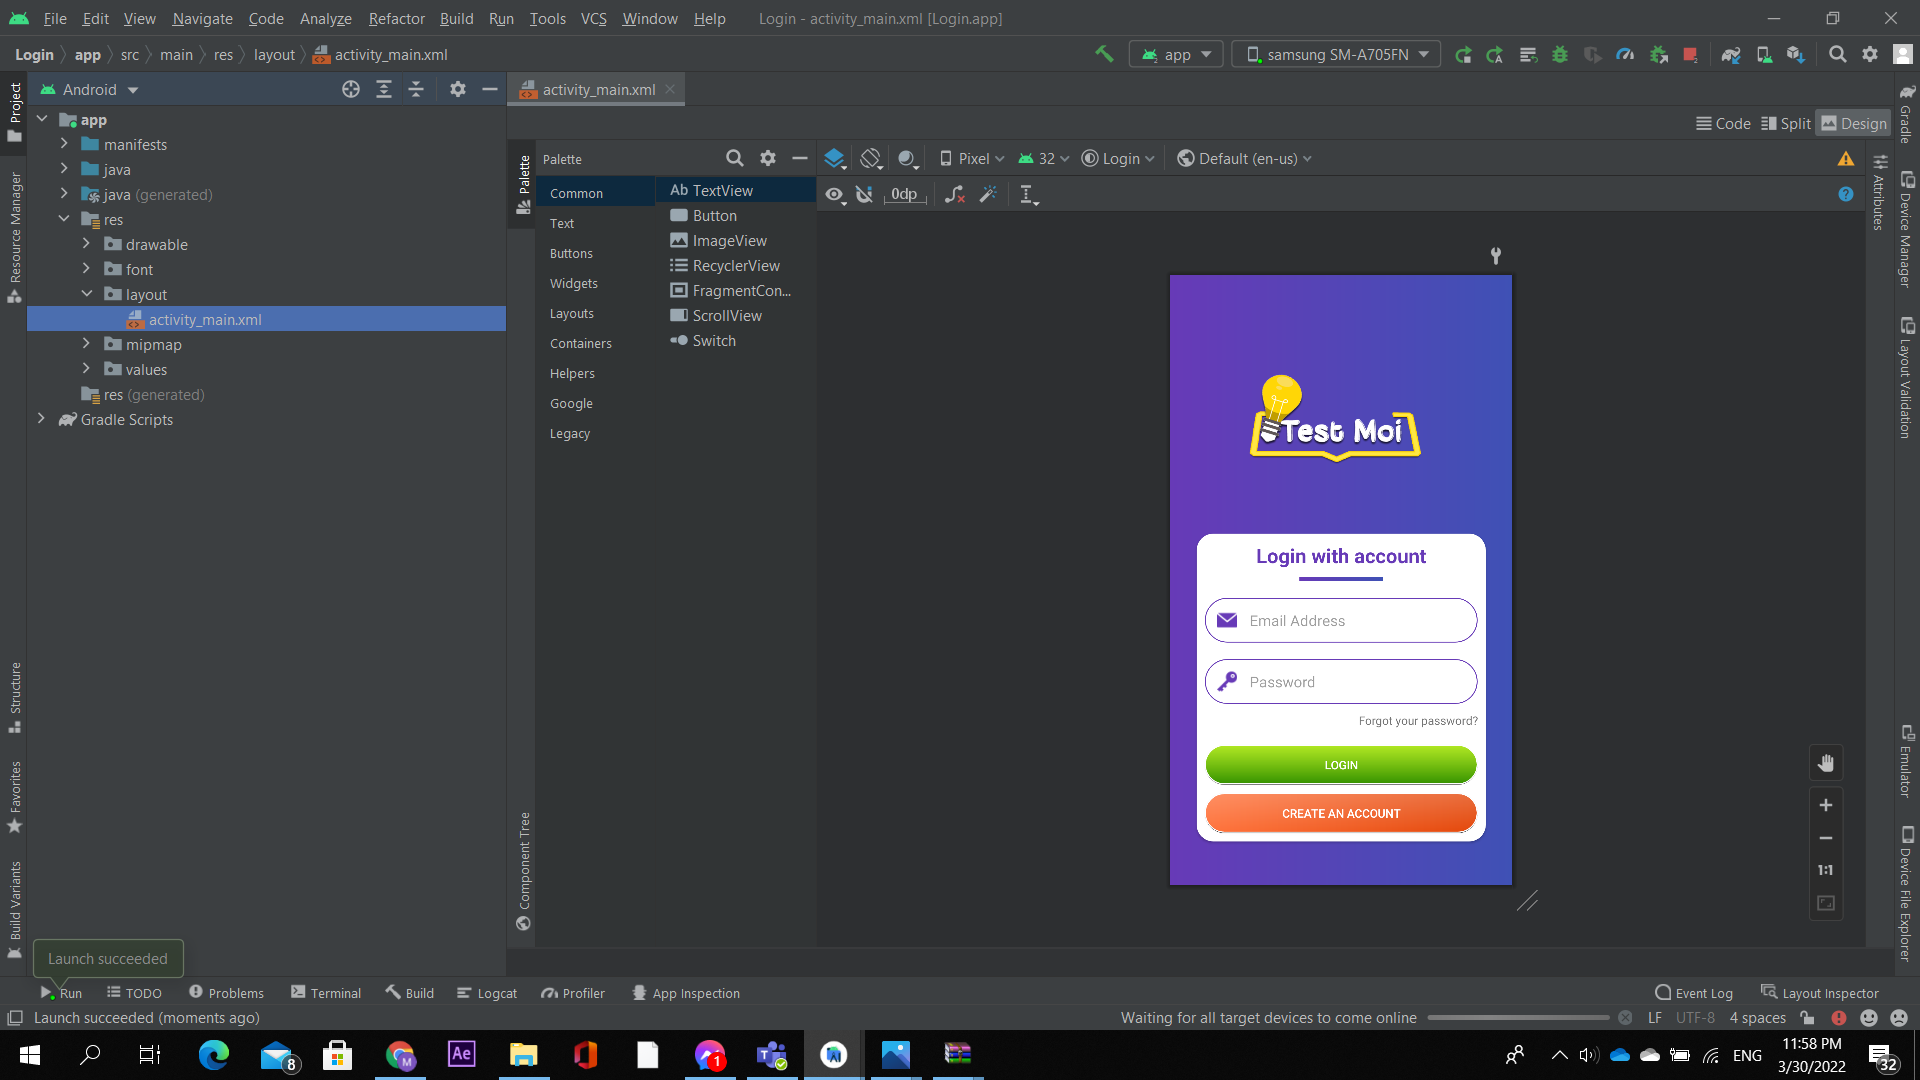 File Edit View Navigate Code Analyze Refactor Build Run Tools VCS Window Help Login - activity_main.xml [Login.app]
Login app src main res layout activity_main.xml app samsung SM-A705FN
Android
activity_main.xml
Code Split Design
Project
Resource Manager
Structure
Favorites
Build Variants
app
manifests
java
java (generated)
res
drawable
font
layout
activity_main.xml
mipmap
values
res (generated)
Gradle Scripts
Palette
Component Tree
Palette
Common
Text
Buttons
Widgets
Layouts
Containers
Helpers
Google
Legacy
Ab TextView
Button
ImageView
RecyclerView
FragmentCon...
ScrollView
Switch
Pixel 32 Login Default (en-us)
0dp
Test Moi
Login with account
Email Address
Password
Forgot your password?
LOGIN
CREATE AN ACCOUNT
1:1
Attributes
Gradle
Device Manager
Layout Validation
Emulator
Device File Explorer
Launch succeeded
Run TODO Problems Terminal Build Logcat Profiler App Inspection Event Log Layout Inspector
Launch succeeded (moments ago) Waiting for all target devices to come online LF UTF-8 4 spaces
8 M Ae 1 ENG 11:58 PM
3/30/2022 32